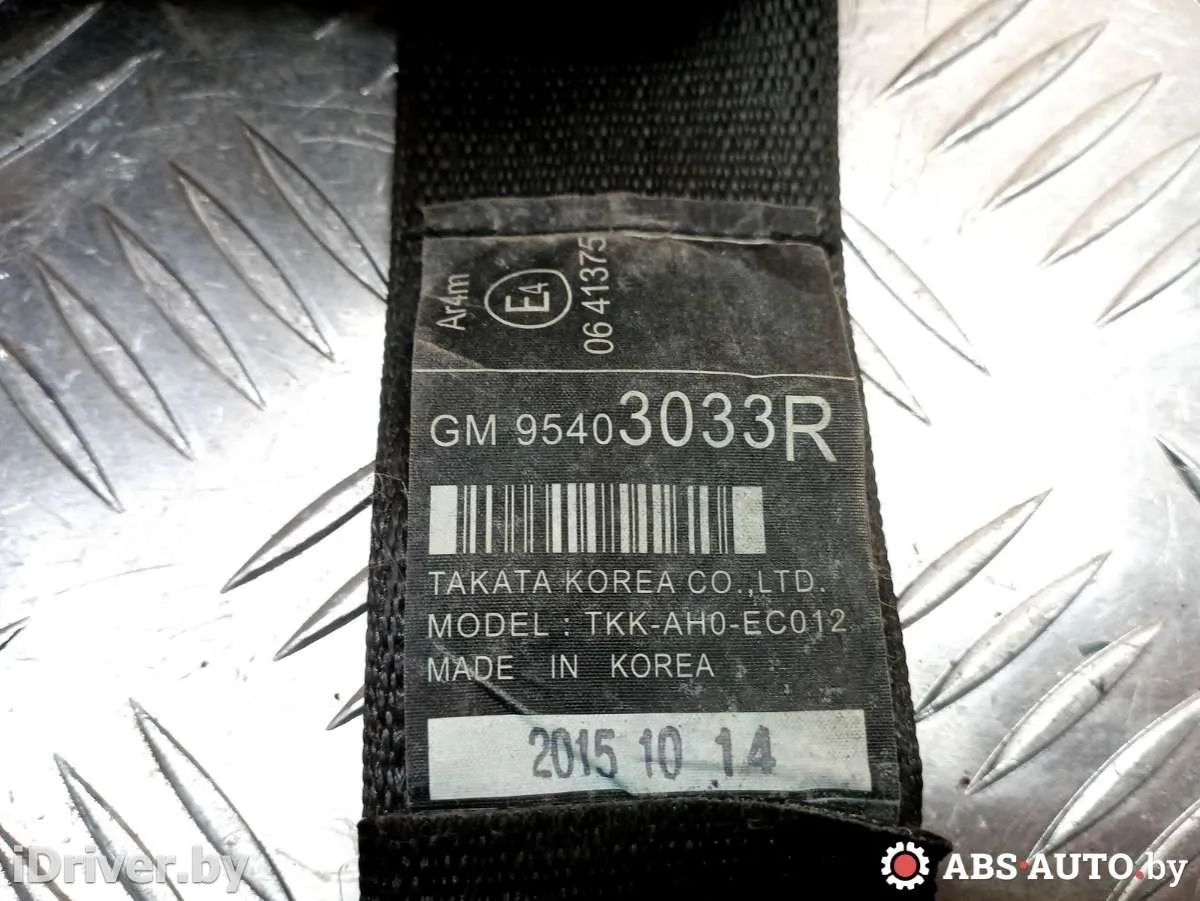 Ar4m
E4
06 41375
GM 95403033R
TAKATA KOREA CO.,LTD.
MODEL : TKK-AH0-EC012
MADE IN KOREA
2015 10 14
iDriver.by
ABS-AUTO.by